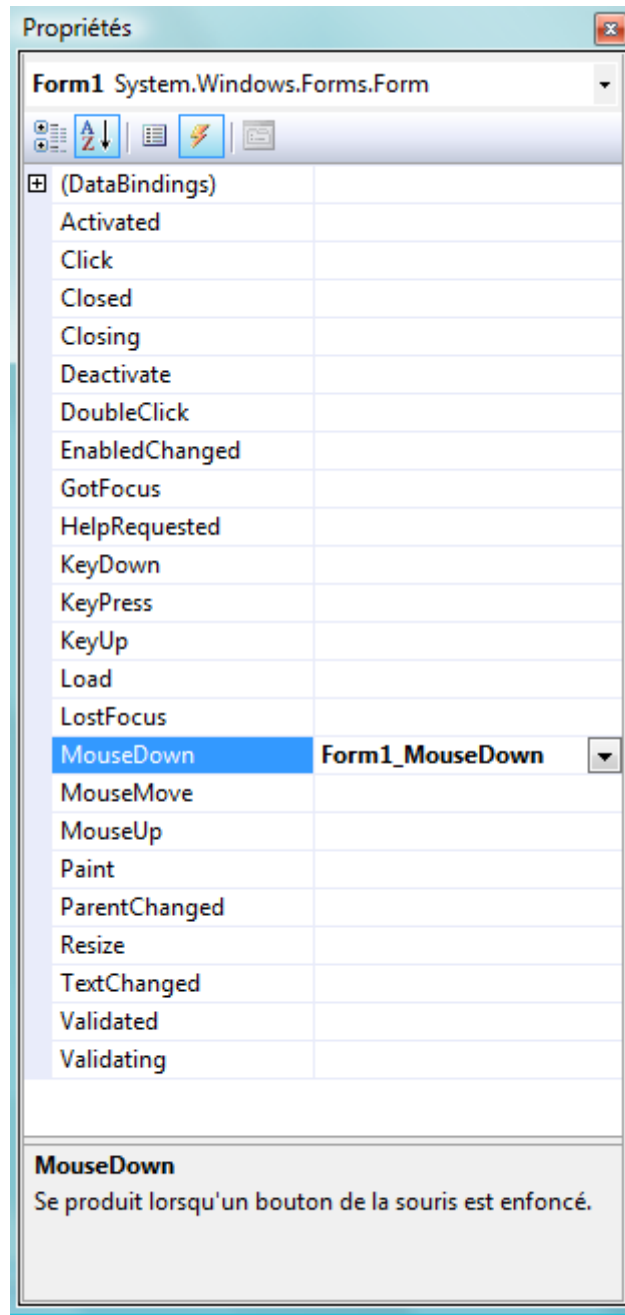 Propriétés
Form1 System.Windows.Forms.Form
(DataBindings)
Activated
Click
Closed
Closing
Deactivate
DoubleClick
EnabledChanged
GotFocus
HelpRequested
KeyDown
KeyPress
KeyUp
Load
LostFocus
MouseDown Form1_MouseDown
MouseMove
MouseUp
Paint
ParentChanged
Resize
TextChanged
Validated
Validating
MouseDown
Se produit lorsqu'un bouton de la souris est enfoncé.